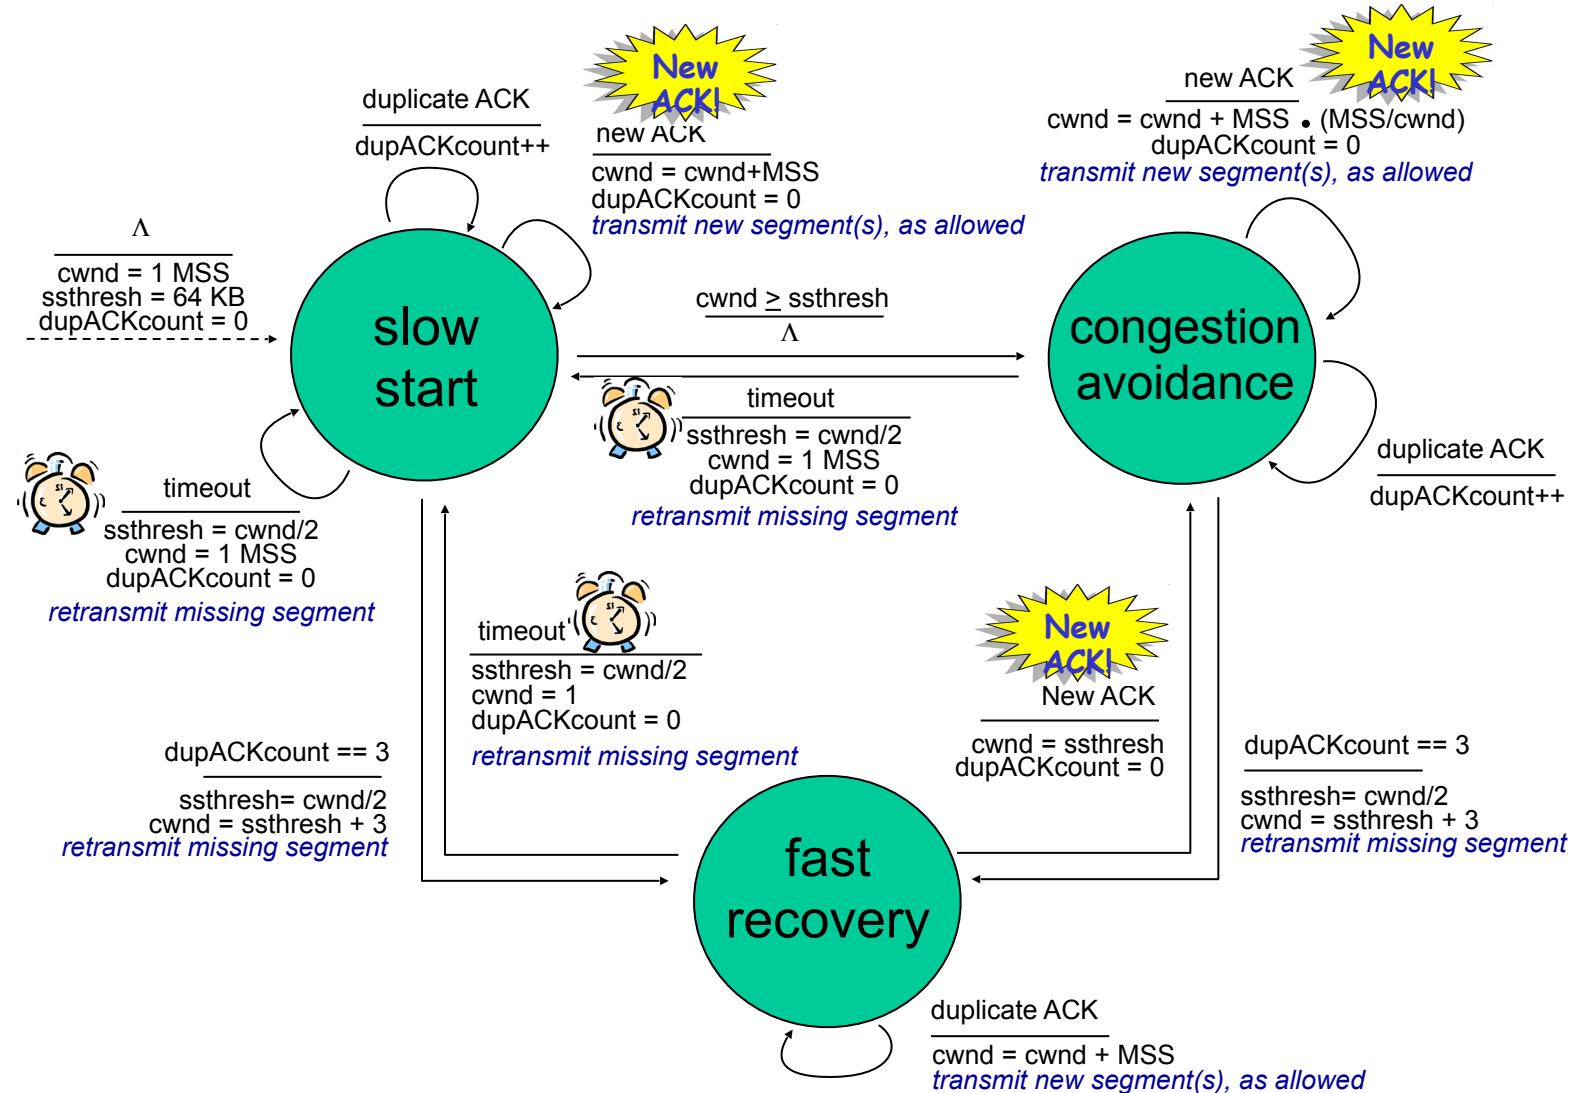 New
ACK!
duplicate ACK
dupACKcount++
new ACK
cwnd = cwnd+MSS
dupACKcount = 0
transmit new segment(s), as allowed
New
ACK!
new ACK
cwnd = cwnd + MSS • (MSS/cwnd)
dupACKcount = 0
transmit new segment(s), as allowed
Λ
cwnd = 1 MSS
ssthresh = 64 KB
dupACKcount = 0
slow
start
cwnd ≥ ssthresh
Λ
congestion
avoidance
timeout
ssthresh = cwnd/2
cwnd = 1 MSS
dupACKcount = 0
retransmit missing segment
duplicate ACK
dupACKcount++
timeout
ssthresh = cwnd/2
cwnd = 1 MSS
dupACKcount = 0
retransmit missing segment
timeout
ssthresh = cwnd/2
cwnd = 1
dupACKcount = 0
retransmit missing segment
New
ACK!
New ACK
cwnd = ssthresh
dupACKcount = 0
dupACKcount == 3
ssthresh= cwnd/2
cwnd = ssthresh + 3
retransmit missing segment
dupACKcount == 3
ssthresh= cwnd/2
cwnd = ssthresh + 3
retransmit missing segment
fast
recovery
duplicate ACK
cwnd = cwnd + MSS
transmit new segment(s), as allowed